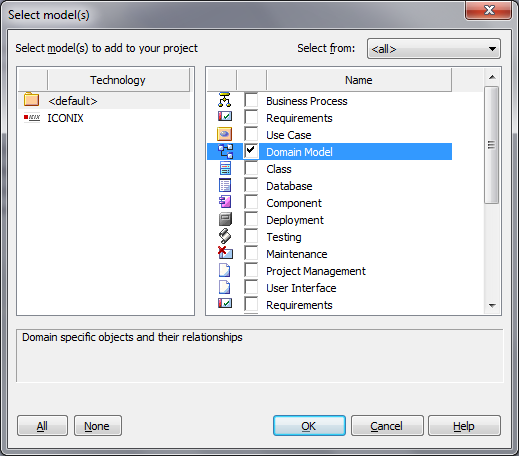 Select model(s)
Select model(s) to add to your project
Select from:
<all>
Technology
<default>
ICONIX
Name
Business Process
Requirements
Use Case
Domain Model
Class
Database
Component
Deployment
Testing
Maintenance
Project Management
User Interface
Requirements
Domain specific objects and their relationships
All
None
OK
Cancel
Help